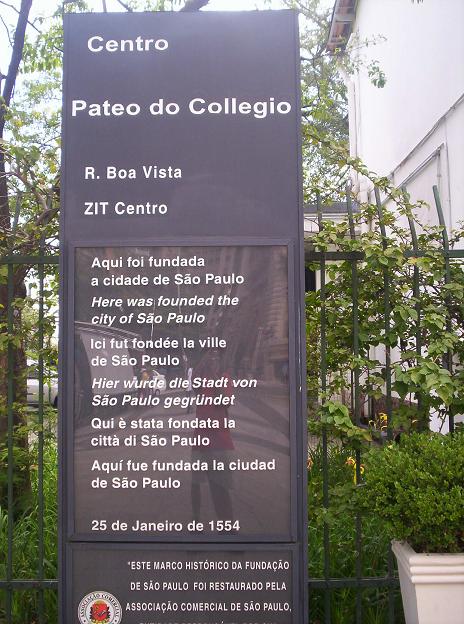 Centro
Pateo do Collegio
R. Boa Vista
ZIT Centro
Aqui foi fundada
a cidade de São Paulo
Here was founded the
city of São Paulo
Ici fut fondée la ville
de São Paulo
Hier wurde die Stadt von
São Paulo gegründet
Qui è stata fondata la
città di São Paulo
Aquí fue fundada la ciudad
de São Paulo
25 de Janeiro de 1554
"ESTE MARCO HISTÓRICO DA FUNDAÇÃO
DE SÃO PAULO FOI RESTAURADO PELA
ASSOCIAÇÃO COMERCIAL DE SÃO PAULO,